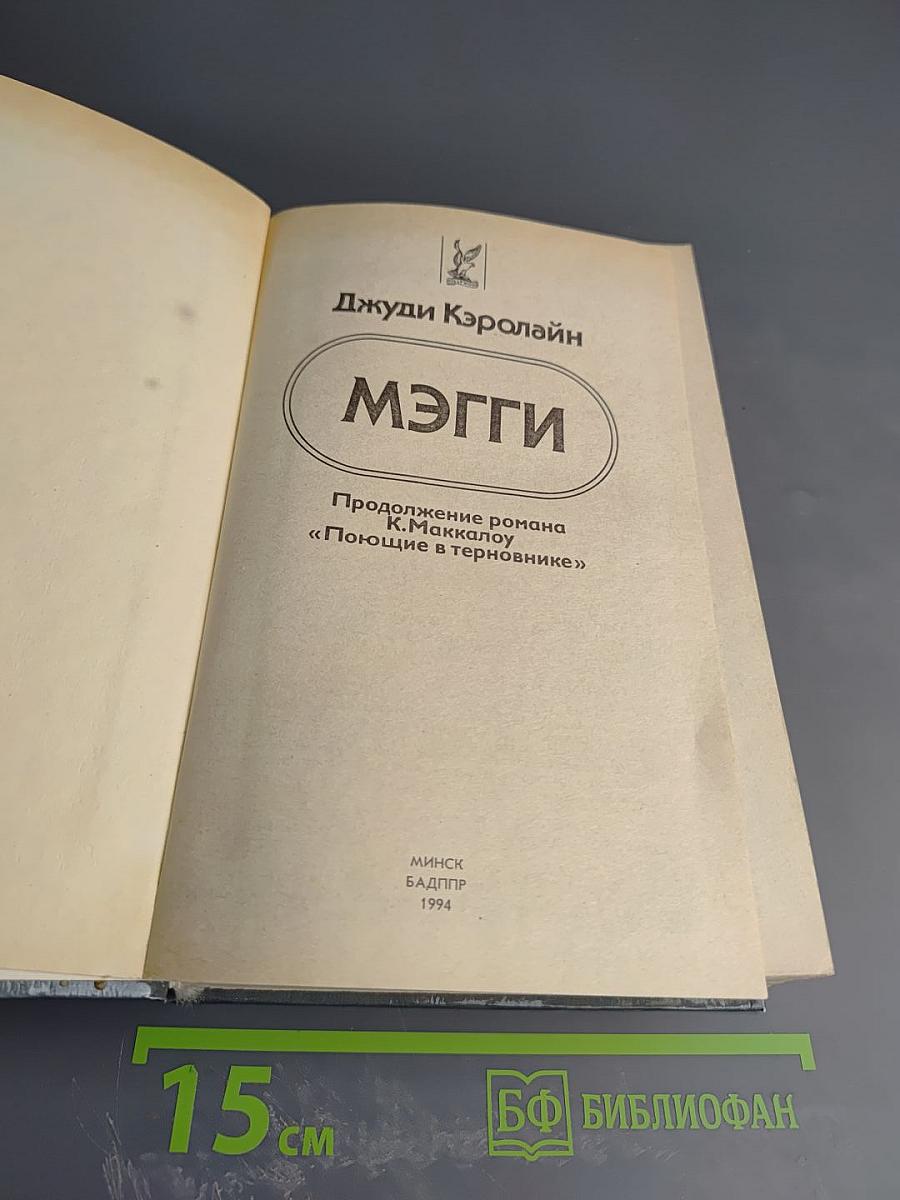 Джуди Кэролайн
МЭГГИ
Продолжение романа
К.Маккалоу
«Поющие в терновнике»
МИНСК
БАДППР
1994
15 см
БФ БИБЛИОФАН